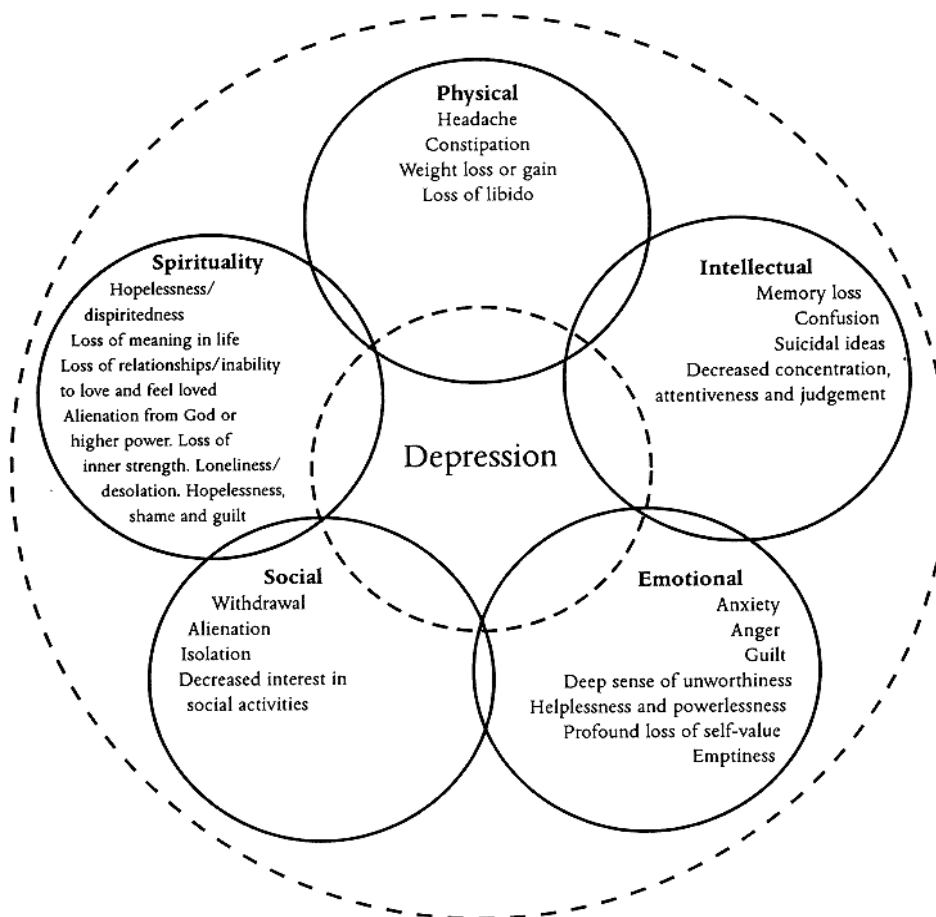 Physical
Headache
Constipation
Weight loss or gain
Loss of libido
Spirituality
Hopelessness/
dispiritedness
Loss of meaning in life
Loss of relationships/inability
to love and feel loved
Alienation from God or
higher power. Loss of
inner strength. Loneliness/
desolation. Hopelessness,
shame and guilt
Intellectual
Memory loss
Confusion
Suicidal ideas
Decreased concentration,
attentiveness and judgement
Depression
Social
Withdrawal
Alienation
Isolation
Decreased interest in
social activities
Emotional
Anxiety
Anger
Guilt
Deep sense of unworthiness
Helplessness and powerlessness
Profound loss of self-value
Emptiness